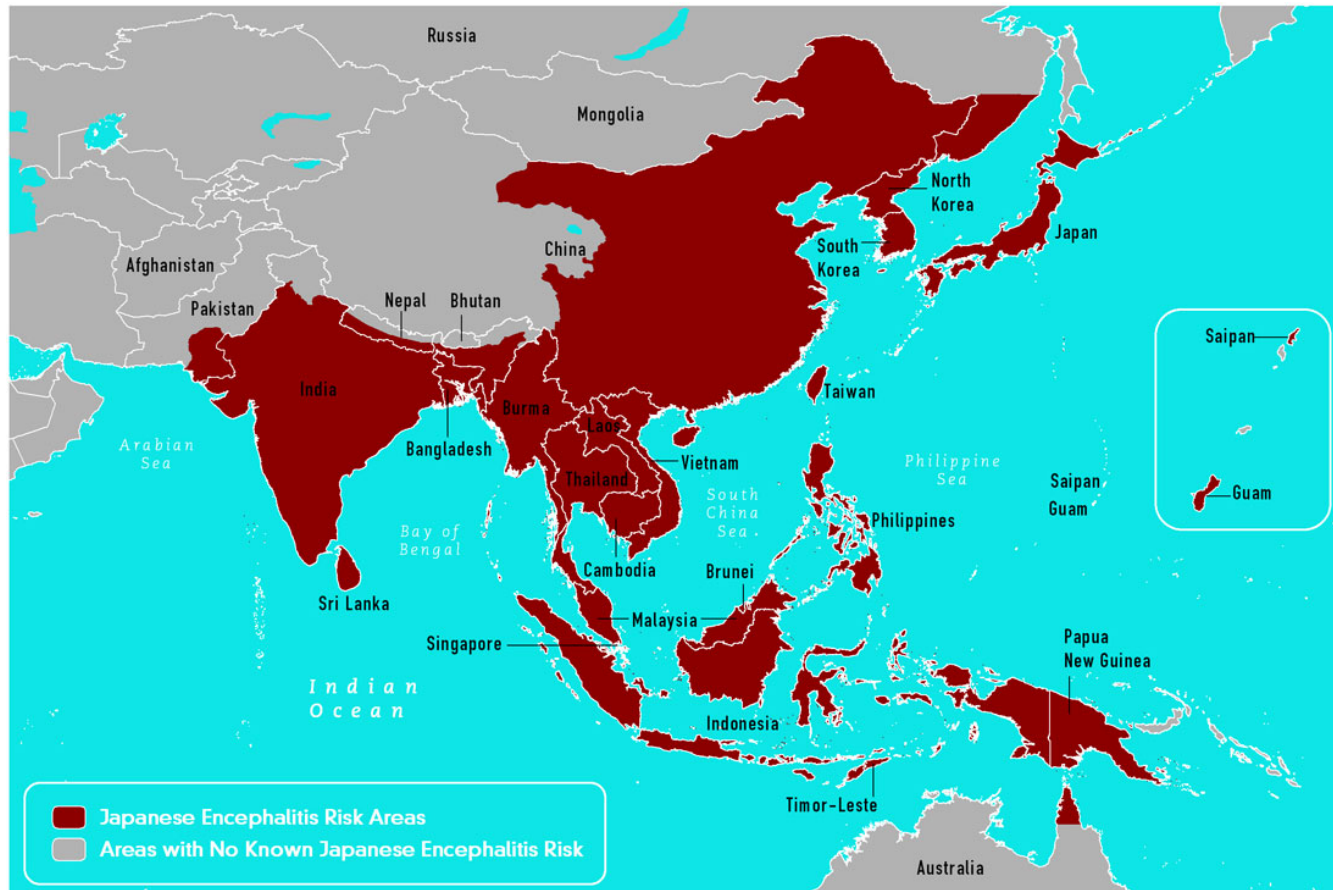 Russia
Mongolia
North
Korea
China
South
Korea
Japan
Afghanistan
Pakistan
Nepal
Bhutan
Saipan
India
Burma
Taiwan
Laos
Arabian
Sea
Bangladesh
Vietnam
Philippine
Sea
Thailand
Saipan
Guam
Guam
South
China
Sea
Philippines
Bay of
Bengal
Cambodia
Brunei
Sri Lanka
Malaysia
Singapore
Papua
New Guinea
Indian
Ocean
Indonesia
Timor-Leste
Japanese Encephalitis Risk Areas
Areas with No Known Japanese Encephalitis Risk
Australia